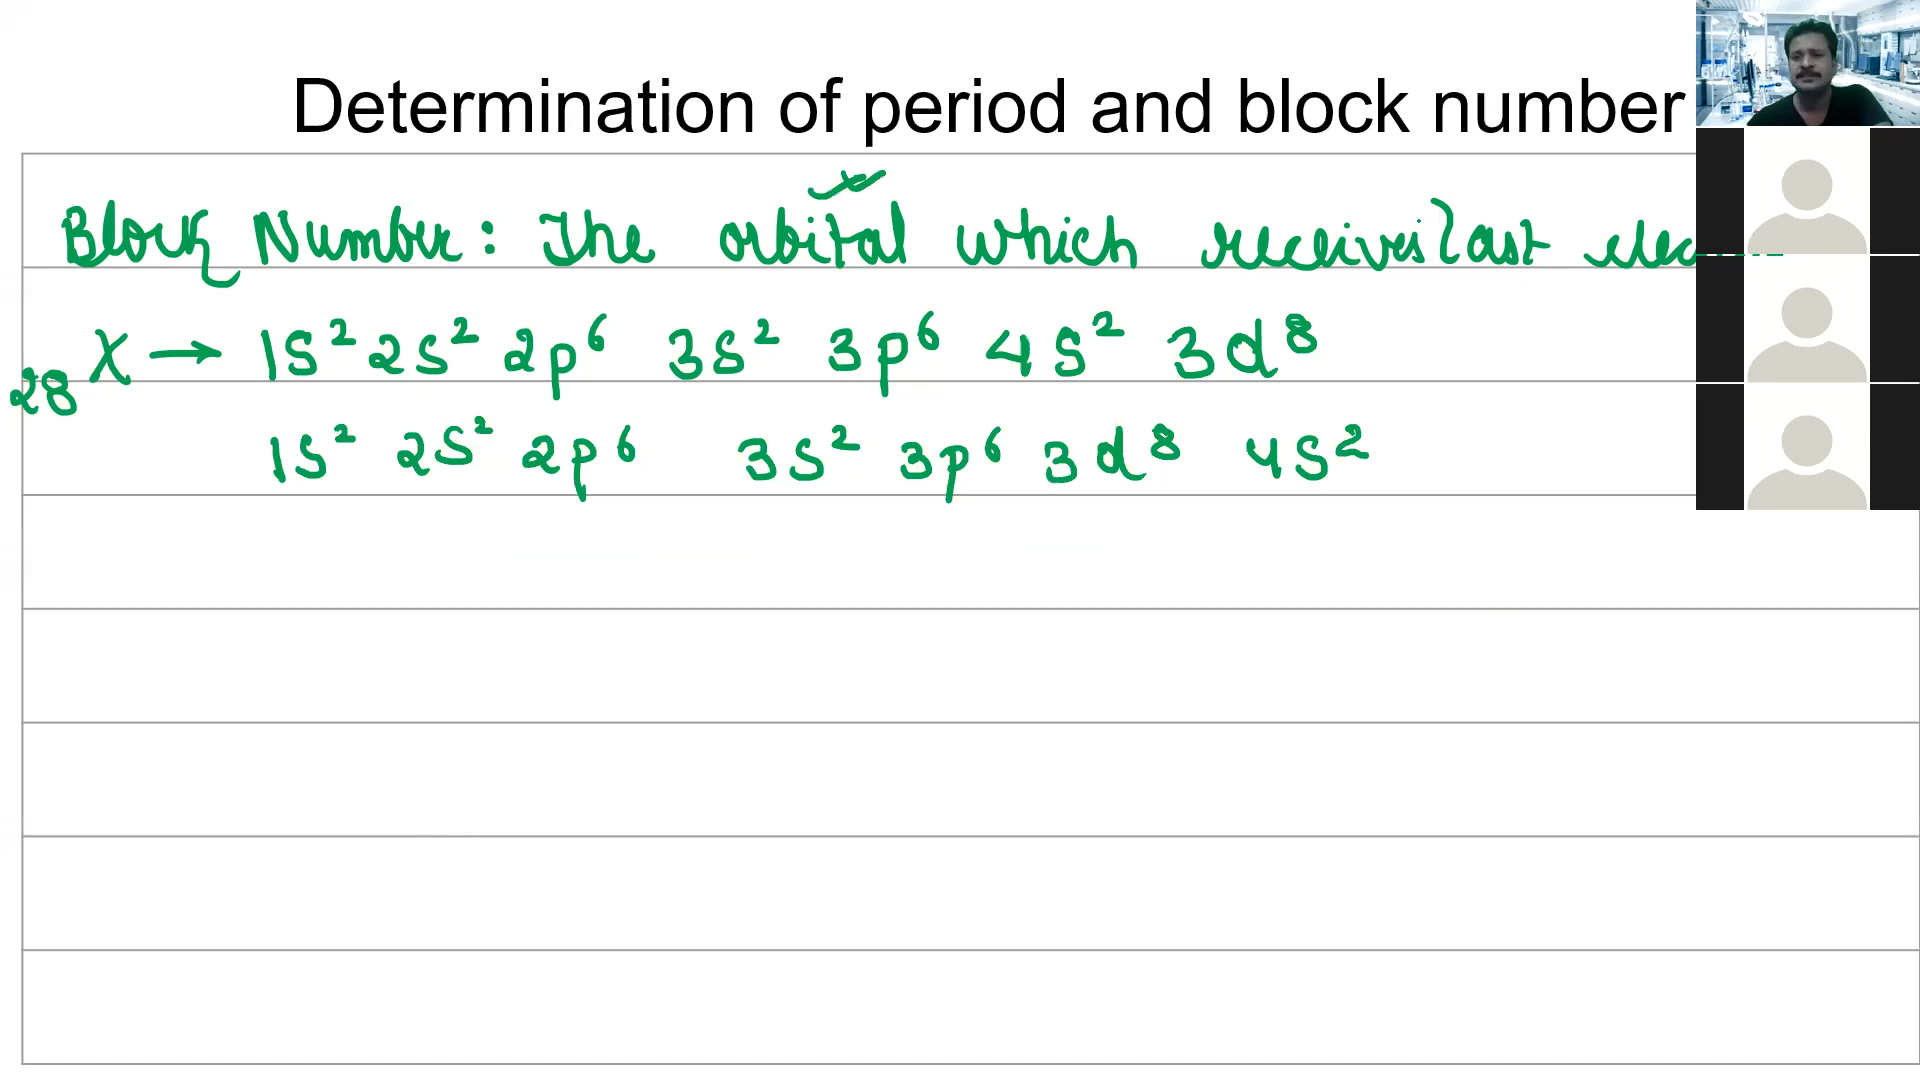 Determination of period and block number
Block Number: The orbital which receives last
₂₈X → 1s² 2s² 2p⁶ 3s² 3p⁶ 4s² 3d⁸
1s² 2s² 2p⁶ 3s² 3p⁶ 3d⁸ 4s²